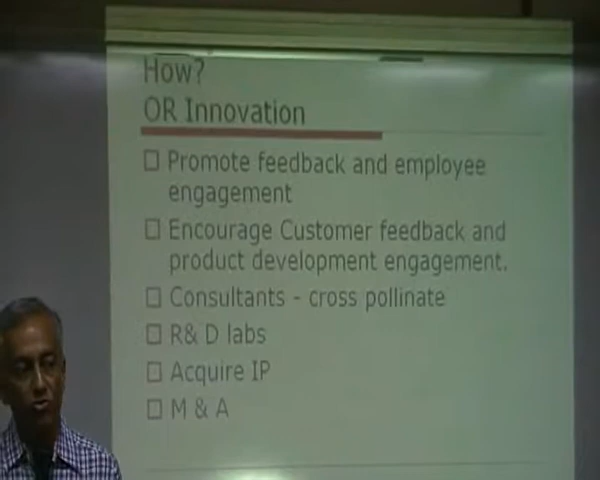 How?
OR Innovation
Promote feedback and employee
engagement
Encourage Customer feedback and
product development engagement.
Consultants - cross pollinate
R& D labs
Acquire IP
M & A